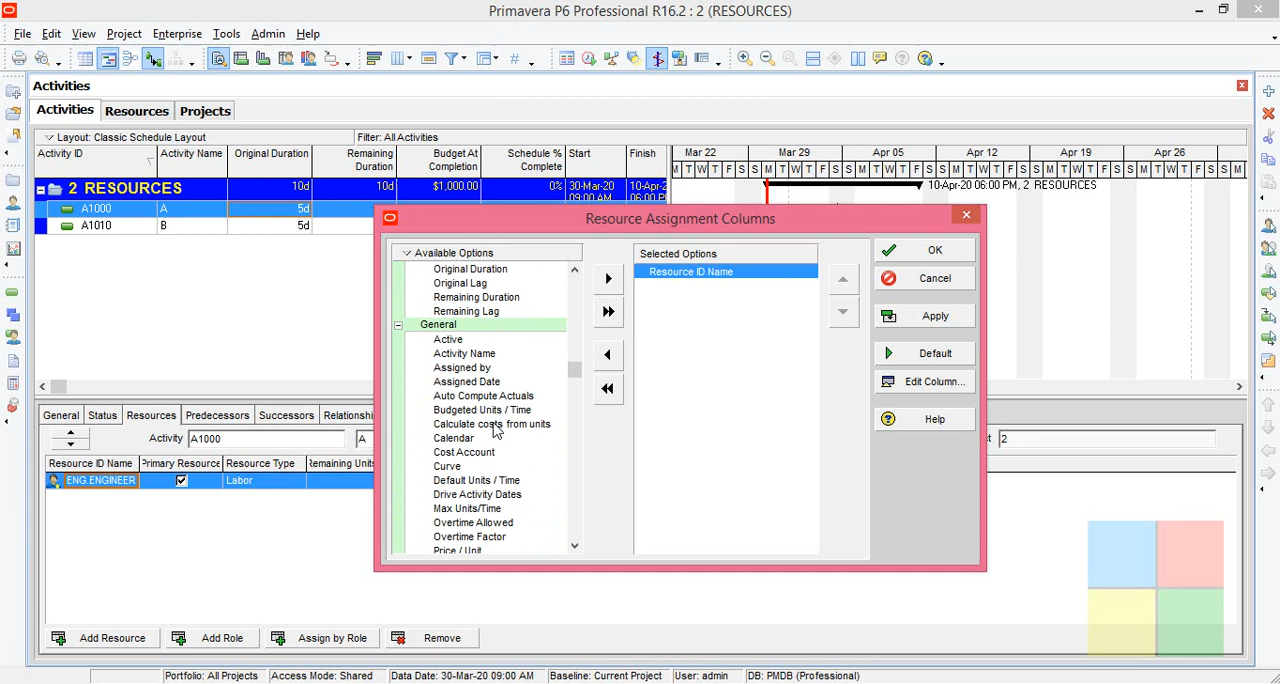 Primavera P6 Professional R16.2 : 2 (RESOURCES)
File Edit View Project Enterprise Tools Admin Help
Activities
Activities Resources Projects
Layout: Classic Schedule Layout Filter: All Activities
Activity ID Activity Name Original Duration Remaining Duration Budget At Completion Schedule % Complete Start Finish
Mar 22 Mar 29 Apr 05 Apr 12 Apr 19 Apr 26
M T W T F S S M T W T F S S M T W T F S S M T W T F S S M T W T F S S M T W T F S S M
2 RESOURCES 10d 10d $1,000.00 0% 30-Mar-20 09:00 AM 10-Apr-2 06:00 P
10-Apr-20 06:00 PM, 2 RESOURCES
A1000 A 5d
A1010 B 5d
Resource Assignment Columns
Available Options
Original Duration
Original Lag
Remaining Duration
Remaining Lag
General
Active
Activity Name
Assigned by
Assigned Date
Auto Compute Actuals
Budgeted Units / Time
Calculate costs from units
Calendar
Cost Account
Curve
Default Units / Time
Drive Activity Dates
Max Units/Time
Overtime Allowed
Overtime Factor
Price / Unit
Selected Options
Resource ID Name
OK
Cancel
Apply
Default
Edit Column...
Help
General Status Resources Predecessors Successors Relationshi
Activity A1000 A 2
Resource ID Name Primary Resource Resource Type Remaining Units
ENG.ENGINEER Labor
Add Resource Add Role Assign by Role Remove
Portfolio: All Projects Access Mode: Shared Data Date: 30-Mar-20 09:00 AM Baseline: Current Project User: admin DB: PMDB (Professional)